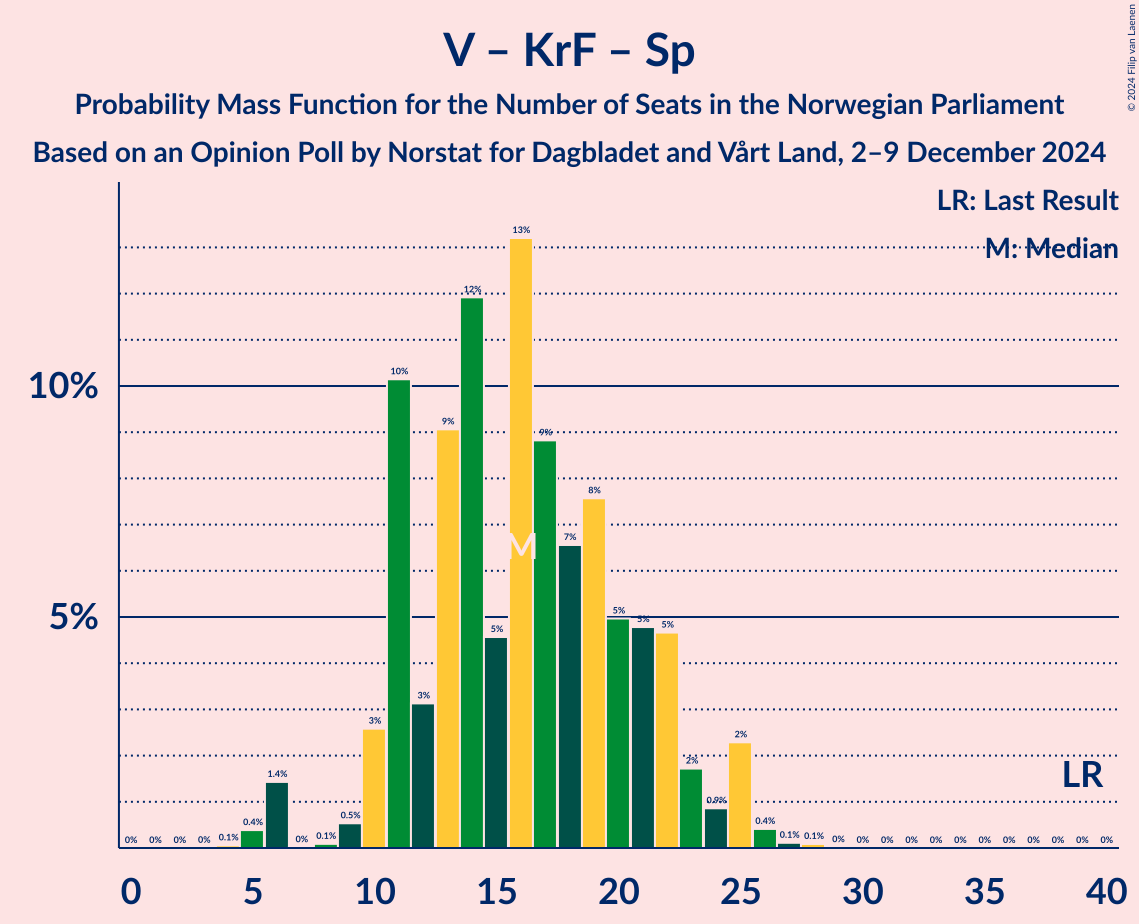 V – KrF – Sp
Probability Mass Function for the Number of Seats in the Norwegian Parliament
Based on an Opinion Poll by Norstat for Dagbladet and Vårt Land, 2–9 December 2024
© 2024 Filip van Laenen
LR: Last Result
M: Median
10%
5%
0% 0% 0% 0% 0.1% 0.4% 1.4% 0% 0.1% 0.5% 3% 10% 3% 9% 12% 5% 13% 9% 7% 8% 5% 5% 5% 2% 0.9% 2% 0.4% 0.1% 0.1% 0% 0% 0% 0% 0% 0% 0% 0% 0% 0% 0% 0%
M
LR
0 5 10 15 20 25 30 35 40